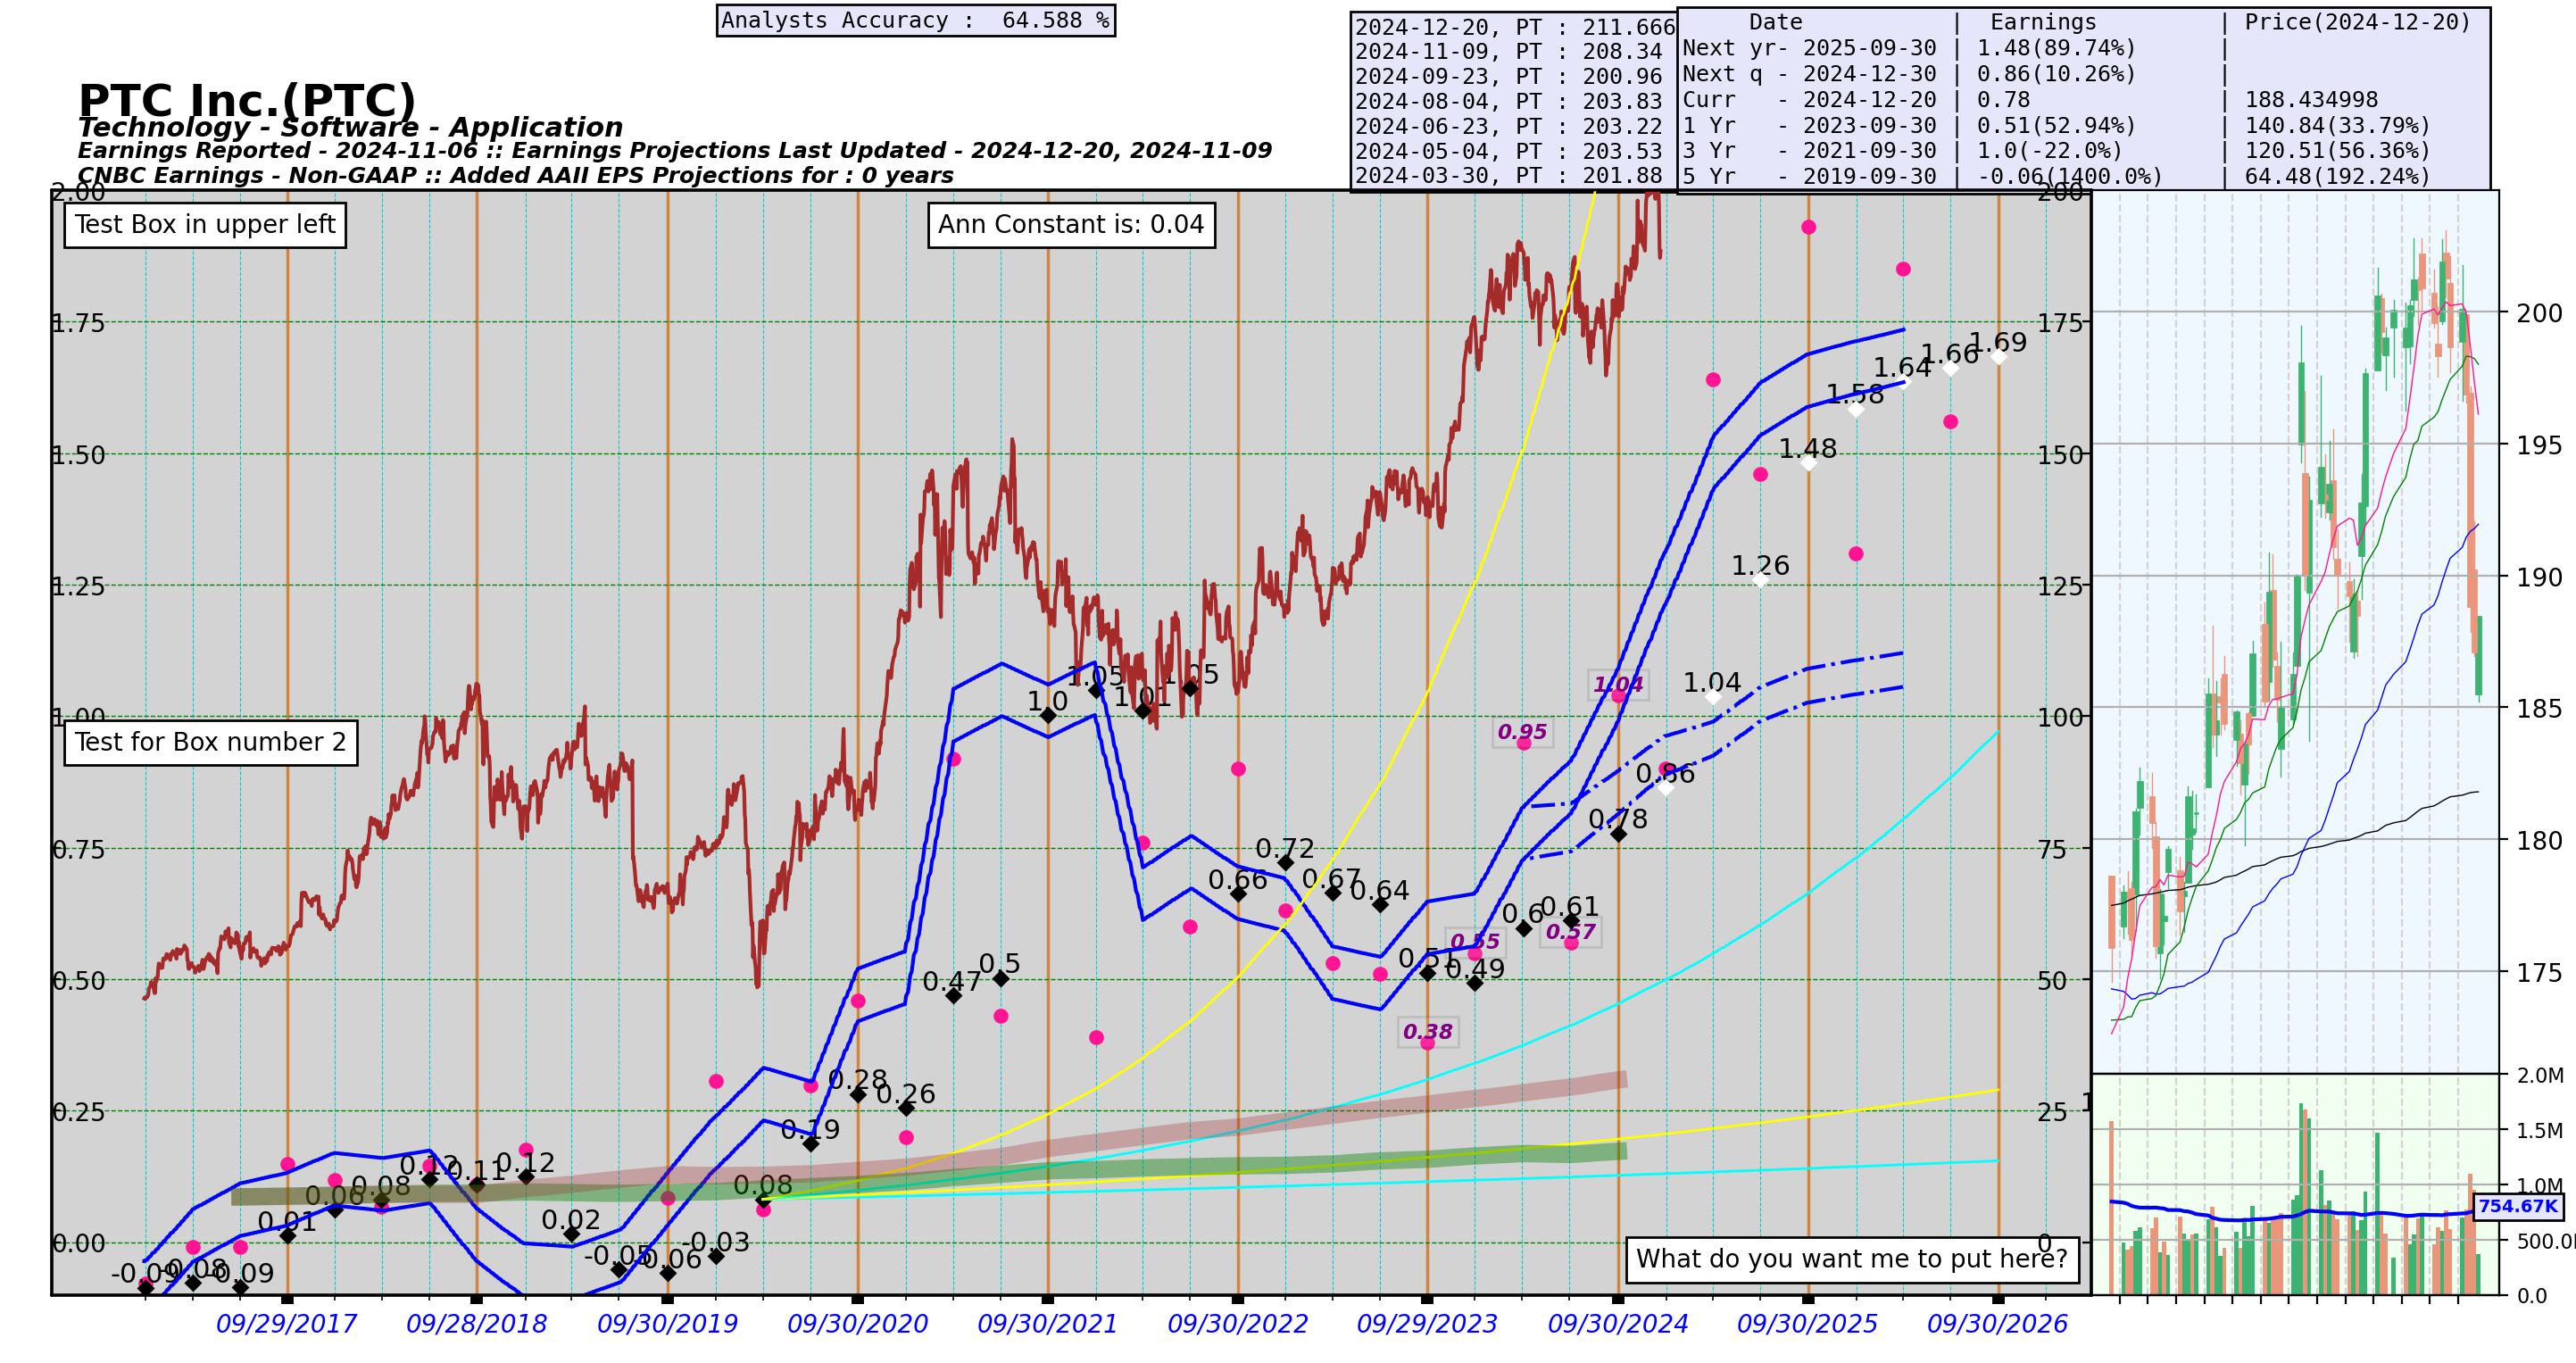 Analysts Accuracy :  64.588 %
2024-12-20, PT : 211.666
2024-11-09, PT : 208.34
2024-09-23, PT : 200.96
2024-08-04, PT : 203.83
2024-06-23, PT : 203.22
2024-05-04, PT : 203.53
2024-03-30, PT : 201.88
Date | Earnings | Price(2024-12-20)
Next yr- 2025-09-30 | 1.48(89.74%) |
Next q - 2024-12-30 | 0.86(10.26%) |
Curr - 2024-12-20 | 0.78 | 188.434998
1 Yr - 2023-09-30 | 0.51(52.94%) | 140.84(33.79%)
3 Yr - 2021-09-30 | 1.0(-22.0%) | 120.51(56.36%)
5 Yr - 2019-09-30 | -0.06(1400.0%) | 64.48(192.24%)
PTC Inc.(PTC)
Technology - Software - Application
Earnings Reported - 2024-11-06 :: Earnings Projections Last Updated - 2024-12-20, 2024-11-09
CNBC Earnings - Non-GAAP :: Added AAII EPS Projections for : 0 years
Test Box in upper left
Ann Constant is: 0.04
Test for Box number 2
What do you want me to put here?
2.00
1.75
1.50
1.25
1.00
0.75
0.50
0.25
0.00
-0.09
-0.08
-0.09
0.01
0.06
0.08
0.12
0.11
0.12
0.02
-0.05
-0.06
-0.03
0.08
0.19
0.28
0.26
0.47
0.5
1.0
1.05
1.01
1.05
0.66
0.72
0.67
0.64
0.51
0.38
0.49
0.55
0.6
0.95
0.61
0.57
0.78
1.04
0.86
1.04
1.26
1.48
1.58
1.64
1.66
1.69
200
175
150
125
100
75
50
25
0
200
195
190
185
180
175
2.0M
1.5M
1.0M
754.67K
0.0
09/29/2017
09/28/2018
09/30/2019
09/30/2020
09/30/2021
09/30/2022
09/29/2023
09/30/2024
09/30/2025
09/30/2026